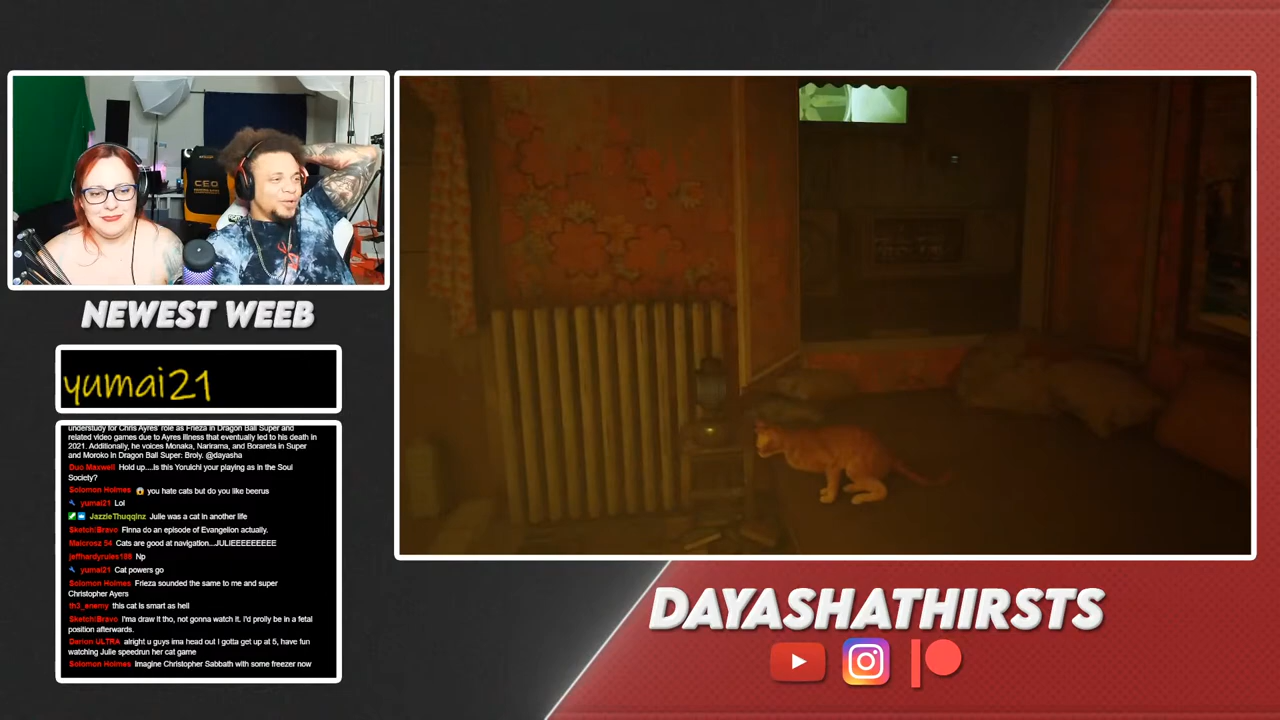 CEO
NEWEST WEEB
yumai21
understudy for Chris Ayres' role as Frieza in Dragon Ball Super and
related video games due to Ayres illness that eventually led to his death in
2021. Additionally, he voices Monaka, Narirama, and Borareta in Super
and Moroko in Dragon Ball Super: Broly. @dayasha
Duo Maxwell Hold up....is this Yoruichi your playing as in the Soul
Society?
Solomon Holmes 😱 you hate cats but do you like beerus
yumai21 Lol
JazzieThuqqinz Julie was a cat in another life
Sketch!Bravo Finna do an episode of Evangelion actually.
Malcrosz 54 Cats are good at navigation...JULIEEEEEEEEE
jeffhardyrules188 Np
yumai21 Cat powers go
Solomon Holmes Frieza sounded the same to me and super
Christopher Ayers
th3_enemy this cat is smart as hell
Sketch!Bravo I'ma draw it tho, not gonna watch it. I'd prolly be in a fetal
position afterwards.
Darion ULTRA alright u guys ima head out I gotta get up at 5, have fun
watching Julie speedrun her cat game
Solomon Holmes Imagine Christopher Sabbath with some freezer now
DAYASHATHIRSTS